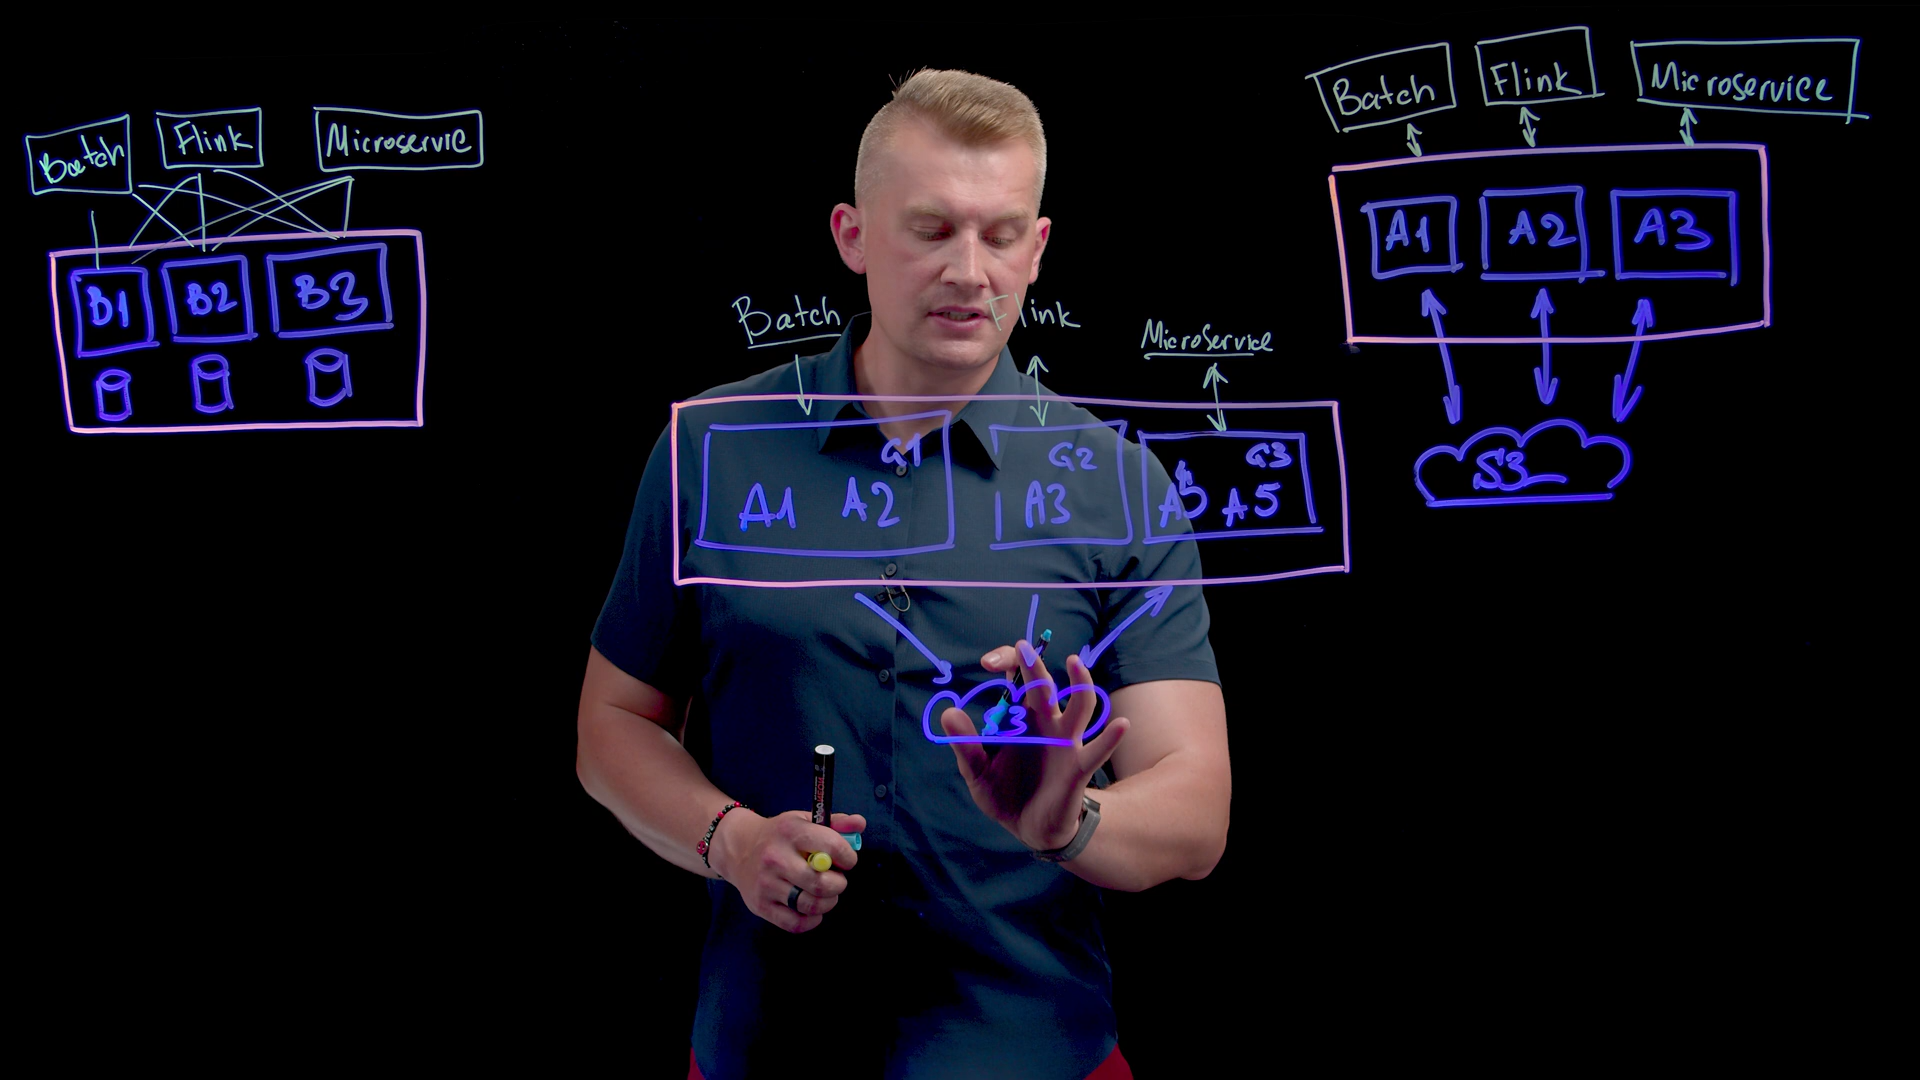 Batch
Flink
Microservie
B1
B2
B3
Batch
Flink
Microservice
G1
G2
G3
A1
A2
A3
A5
S3
Batch
Flink
Microservice
A1
A2
A3
S3